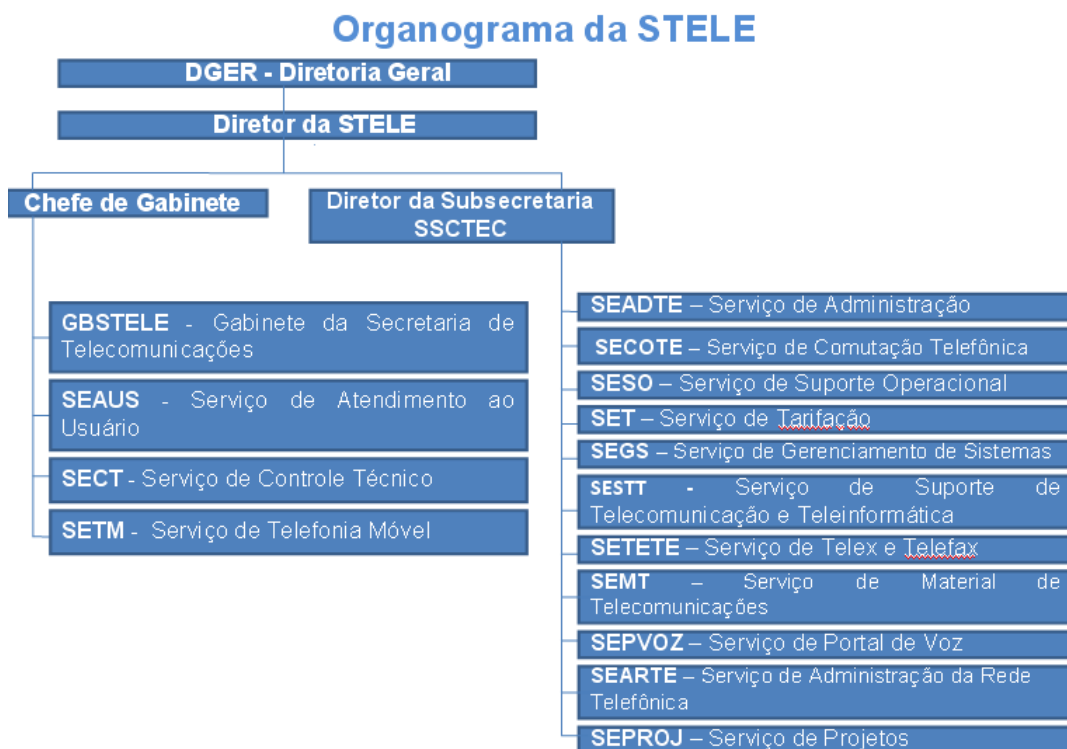 Organograma da STELE
DGER - Diretoria Geral
Diretor da STELE
Chefe de Gabinete
Diretor da Subsecretaria
SSCTEC
GBSTELE - Gabinete da Secretaria de
Telecomunicações
SEAUS - Serviço de Atendimento ao
Usuário
SECT - Serviço de Controle Técnico
SETM - Serviço de Telefonia Móvel
SEADTE – Serviço de Administração
SECOTE – Serviço de Comutação Telefônica
SESO – Serviço de Suporte Operacional
SET – Serviço de Tarifação
SEGS – Serviço de Gerenciamento de Sistemas
SESTT - Serviço de Suporte de
Telecomunicação e Teleinformática
SETETE – Serviço de Telex e Telefax
SEMT – Serviço de Material de
Telecomunicações
SEPVOZ – Serviço de Portal de Voz
SEARTE – Serviço de Administração da Rede
Telefônica
SEPROJ – Serviço de Projetos